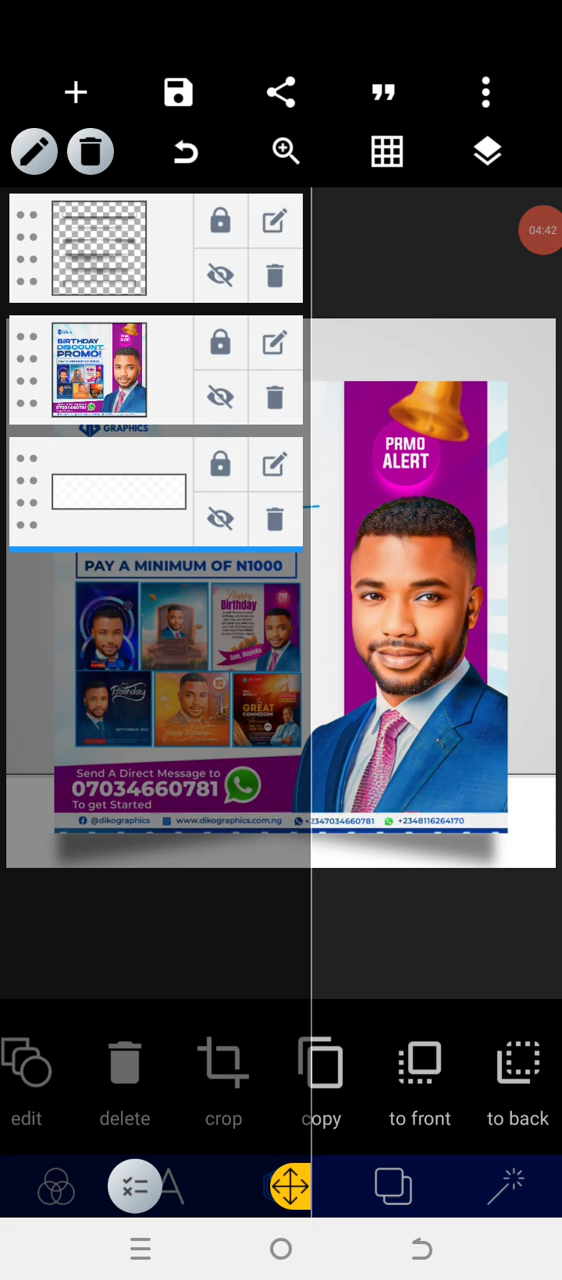 04:42
BIRTHDAY
DISCOUNT
PROMO!
07034660781
GRAPHICS
PRMO
ALERT
PAY A MINIMUM OF N1000
Happy
Birthday
Birthday
GREAT
COMMISSION
Send A Direct Message to
07034660781
To get Started
@dikographics www.dikographics.com.ng +2347034660781 +2348116264170
edit delete crop copy to front to back
A